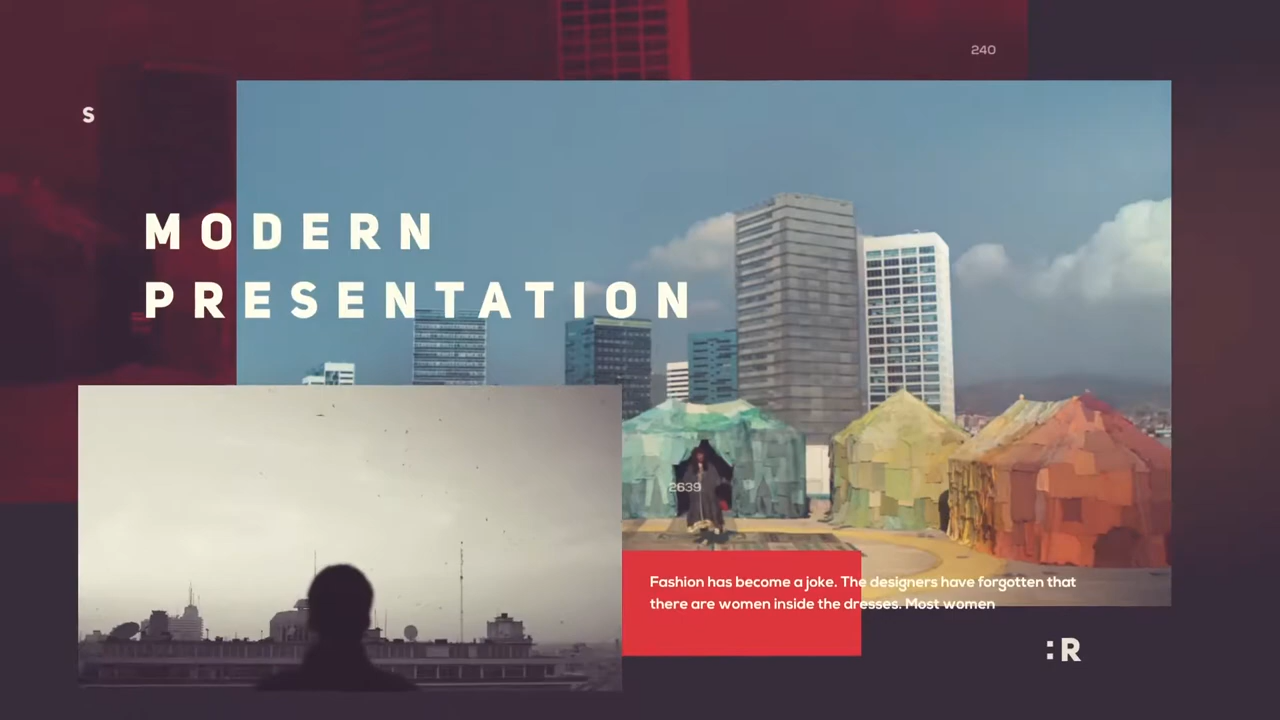 240
S
MODERN
PRESENTATION
2639
Fashion has become a joke. The designers have forgotten that
there are women inside the dresses. Most women
:R